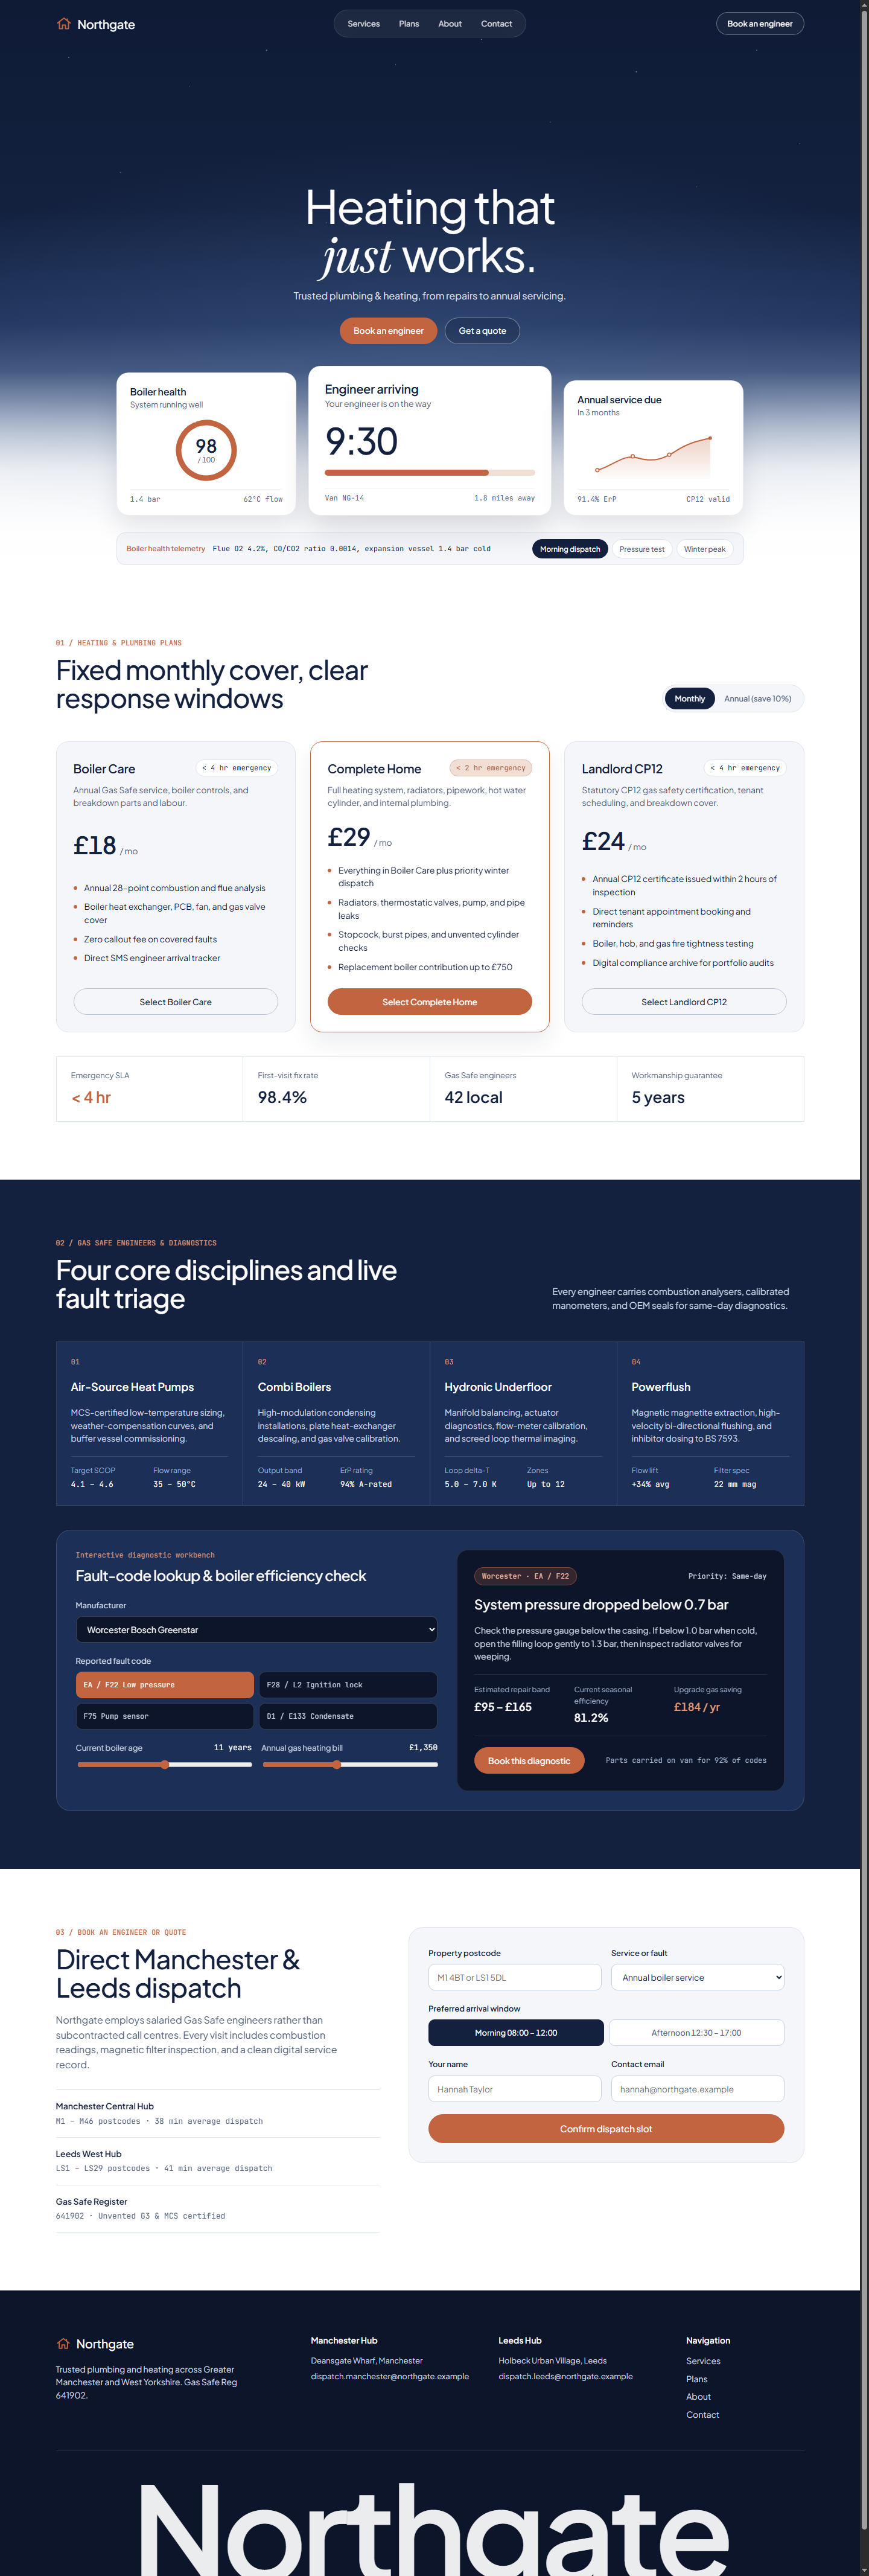 Northgate
Services
Plans
About
Contact
Book an engineer
Heating that
just works.
Trusted plumbing & heating, from repairs to annual servicing.
Book an engineer
Get a quote
Boiler health
System running well
98
/ 100
1.4 bar
62°C flow
Engineer arriving
Your engineer is on the way
9:30
Van NG-14
1.8 miles away
Annual service due
In 3 months
91.4% ErP
CP12 valid
Boiler health telemetry
Flue O2 4.2%, CO/CO2 ratio 0.0014, expansion vessel 1.4 bar cold
Morning dispatch
Pressure test
Winter peak
01 / HEATING & PLUMBING PLANS
Fixed monthly cover, clear
response windows
Monthly
Annual (save 10%)
Boiler Care
< 4 hr emergency
Annual Gas Safe service, boiler controls, and
breakdown parts and labour.
£18 / mo
Annual 28-point combustion and flue analysis
Boiler heat exchanger, PCB, fan, and gas valve
cover
Zero callout fee on covered faults
Direct SMS engineer arrival tracker
Select Boiler Care
Complete Home
< 2 hr emergency
Full heating system, radiators, pipework, hot water
cylinder, and internal plumbing.
£29 / mo
Everything in Boiler Care plus priority winter
dispatch
Radiators, thermostatic valves, pump, and pipe
leaks
Stopcock, burst pipes, and unvented cylinder
checks
Replacement boiler contribution up to £750
Select Complete Home
Landlord CP12
< 4 hr emergency
Statutory CP12 gas safety certification, tenant
scheduling, and breakdown cover.
£24 / mo
Annual CP12 certificate issued within 2 hours of
inspection
Direct tenant appointment booking and
reminders
Boiler, hob, and gas fire tightness testing
Digital compliance archive for portfolio audits
Select Landlord CP12
Emergency SLA
< 4 hr
First-visit fix rate
98.4%
Gas Safe engineers
42 local
Workmanship guarantee
5 years
02 / GAS SAFE ENGINEERS & DIAGNOSTICS
Four core disciplines and live
fault triage
Every engineer carries combustion analysers, calibrated
manometers, and OEM seals for same-day diagnostics.
01
Air-Source Heat Pumps
MCS-certified low-temperature sizing,
weather-compensation curves, and
buffer vessel commissioning.
Target SCOP
4.1 – 4.6
Flow range
35 – 50°C
02
Combi Boilers
High-modulation condensing
installations, plate heat-exchanger
descaling, and gas valve calibration.
Output band
24 – 40 kW
ErP rating
94% A-rated
03
Hydronic Underfloor
Manifold balancing, actuator
diagnostics, flow-meter calibration,
and screed loop thermal imaging.
Loop delta-T
5.0 – 7.0 K
Zones
Up to 12
04
Powerflush
Magnetic magnetite extraction, high-
velocity bi-directional flushing, and
inhibitor dosing to BS 7593.
Flow lift
+34% avg
Filter spec
22 mm mag
Interactive diagnostic workbench
Fault-code lookup & boiler efficiency check
Manufacturer
Worcester Bosch Greenstar
Reported fault code
EA / F22 Low pressure
F28 / L2 Ignition lock
F75 Pump sensor
D1 / E133 Condensate
Current boiler age
11 years
Annual gas heating bill
£1,350
Worcester · EA / F22
Priority: Same-day
System pressure dropped below 0.7 bar
Check the pressure gauge below the casing. If below 1.0 bar when cold,
open the filling loop gently to 1.3 bar, then inspect radiator valves for
weeping.
Estimated repair band
£95 – £165
Current seasonal
efficiency
81.2%
Upgrade gas saving
£184 / yr
Book this diagnostic
Parts carried on van for 92% of codes
03 / BOOK AN ENGINEER OR QUOTE
Direct Manchester &
Leeds dispatch
Northgate employs salaried Gas Safe engineers rather than
subcontracted call centres. Every visit includes combustion
readings, magnetic filter inspection, and a clean digital service
record.
Manchester Central Hub
M1 – M46 postcodes · 38 min average dispatch
Leeds West Hub
LS1 – LS29 postcodes · 41 min average dispatch
Gas Safe Register
641902 · Unvented G3 & MCS certified
Property postcode
M1 4BT or LS1 5DL
Service or fault
Annual boiler service
Preferred arrival window
Morning 08:00 – 12:00
Afternoon 12:30 – 17:00
Your name
Hannah Taylor
Contact email
hannah@northgate.example
Confirm dispatch slot
Northgate
Trusted plumbing and heating across Greater
Manchester and West Yorkshire. Gas Safe Reg
641902.
Manchester Hub
Deansgate Wharf, Manchester
dispatch.manchester@northgate.example
Leeds Hub
Holbeck Urban Village, Leeds
dispatch.leeds@northgate.example
Navigation
Services
Plans
About
Contact
Northgate